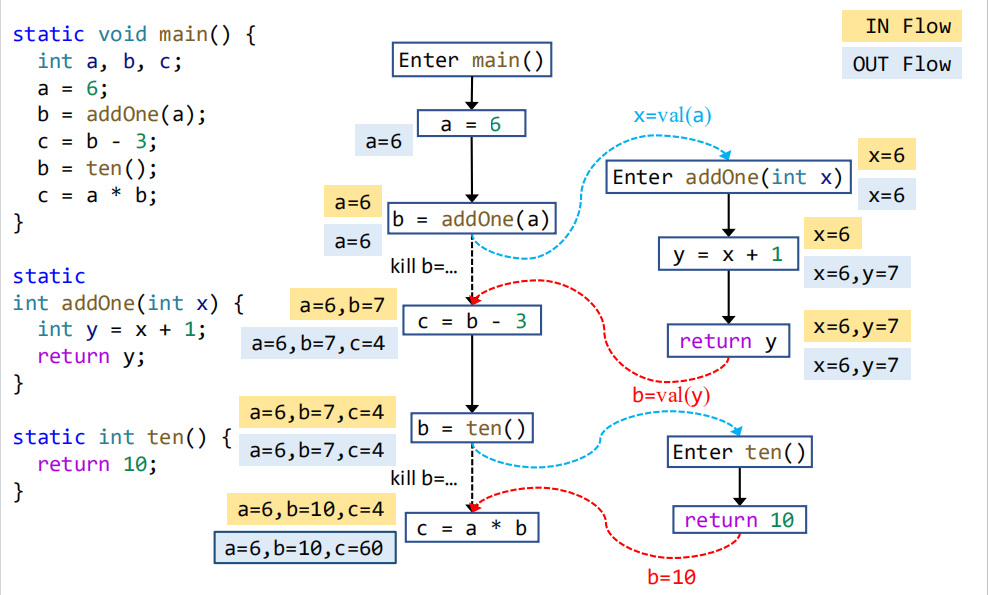 static void main() {
int a, b, c;
a = 6;
b = addOne(a);
c = b - 3;
b = ten();
c = a * b;
}
static
int addOne(int x) {
int y = x + 1;
return y;
}
static int ten() {
return 10;
}
IN Flow
OUT Flow
Enter main()
a = 6
a=6
a=6
a=6
b = addOne(a)
kill b=…
x=val(a)
Enter addOne(int x)
x=6
x=6
y = x + 1
x=6
x=6,y=7
return y
x=6,y=7
x=6,y=7
b=val(y)
a=6,b=7
c = b - 3
a=6,b=7,c=4
a=6,b=7,c=4
b = ten()
a=6,b=7,c=4
kill b=…
Enter ten()
return 10
b=10
a=6,b=10,c=4
c = a * b
a=6,b=10,c=60